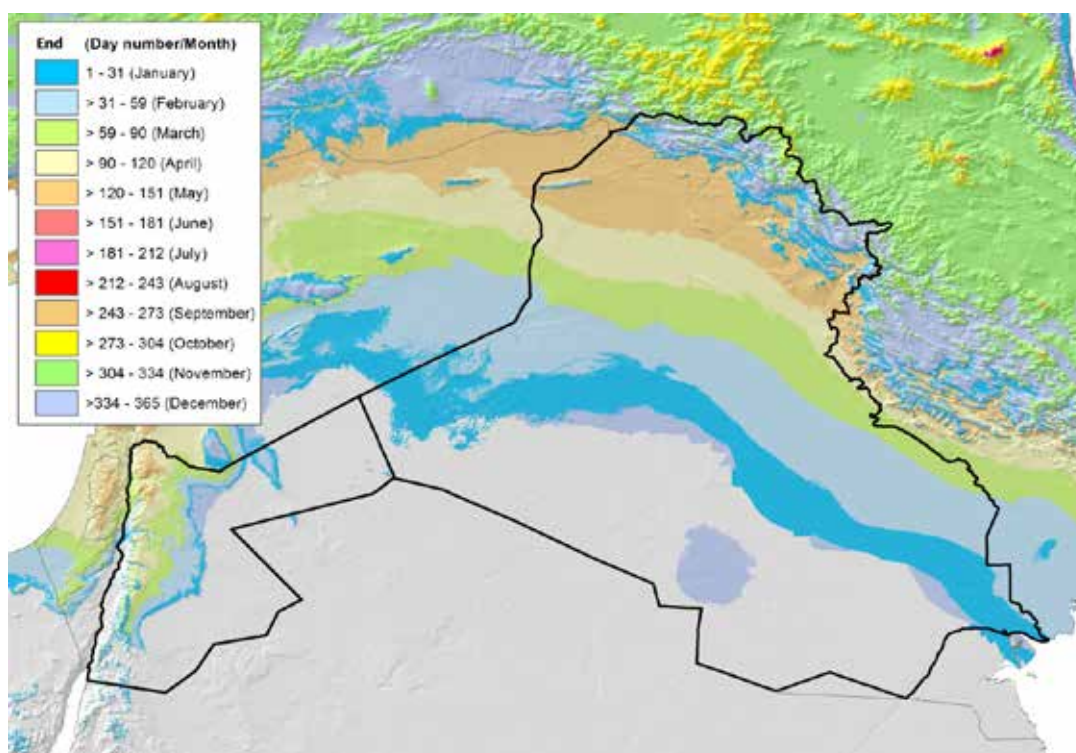 End (Day number/Month)
1 - 31 (January)
> 31 - 59 (February)
> 59 - 90 (March)
> 90 - 120 (April)
> 120 - 151 (May)
> 151 - 181 (June)
> 181 - 212 (July)
> 212 - 243 (August)
> 243 - 273 (September)
> 273 - 304 (October)
> 304 - 334 (November)
>334 - 365 (December)